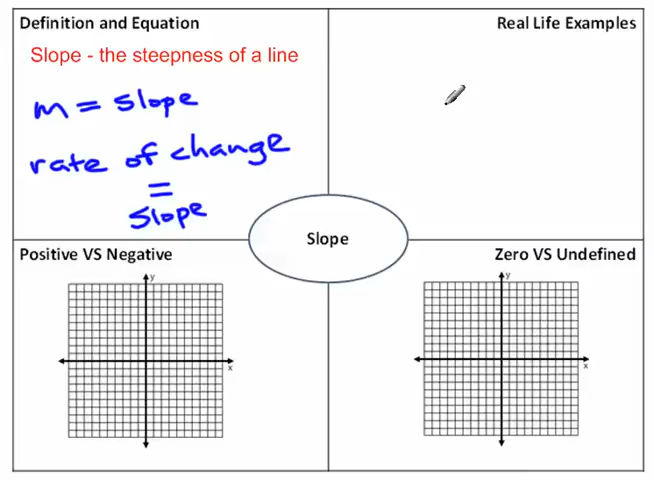 Definition and Equation
Slope - the steepness of a line
m = slope
rate of change
=
slope
Real Life Examples
Slope
Positive VS Negative
y
x
Zero VS Undefined
y
x